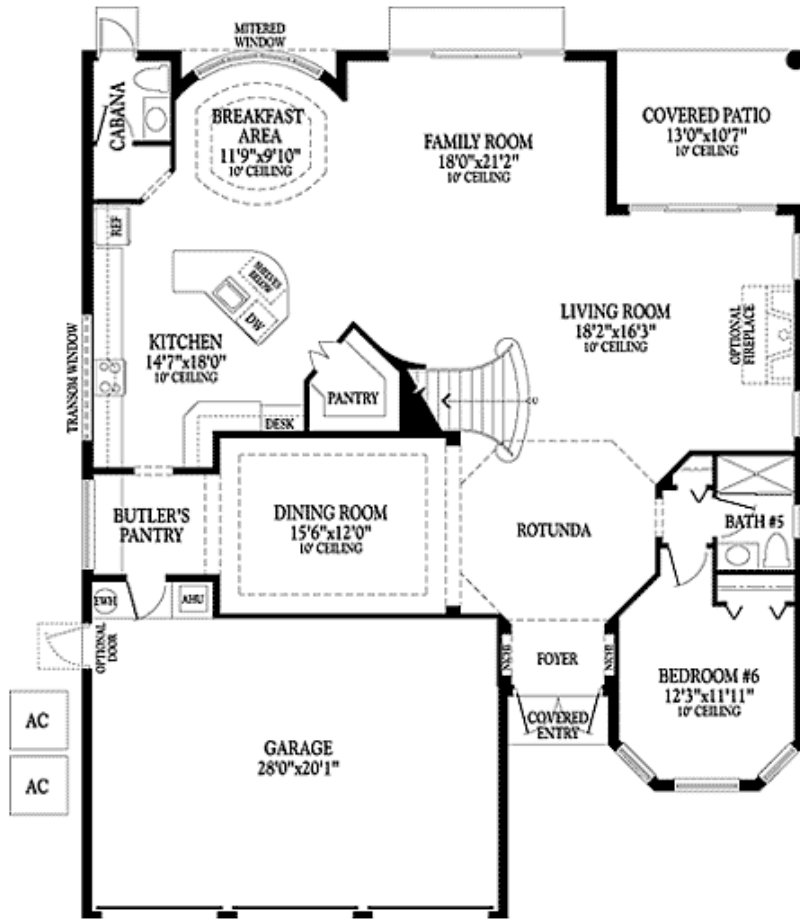 MITERED
WINDOW
CABANA
BREAKFAST
AREA
11'9"x9'10"
10' CEILING
FAMILY ROOM
18'0"x21'2"
10' CEILING
COVERED PATIO
13'0"x10'7"
10' CEILING
REF
SHELVES
BELOW
DW
KITCHEN
14'7"x18'0"
10' CEILING
TRANSOM WINDOW
LIVING ROOM
18'2"x16'3"
10' CEILING
OPTIONAL
FIREPLACE
PANTRY
DESK
DINING ROOM
15'6"x12'0"
10' CEILING
BUTLER'S
PANTRY
ROTUNDA
BATH #5
EWH
AHU
OPTIONAL
DOOR
NICHE
FOYER
NICHE
BEDROOM #6
12'3"x11'11"
10' CEILING
COVERED
ENTRY
AC
AC
GARAGE
28'0"x20'1"